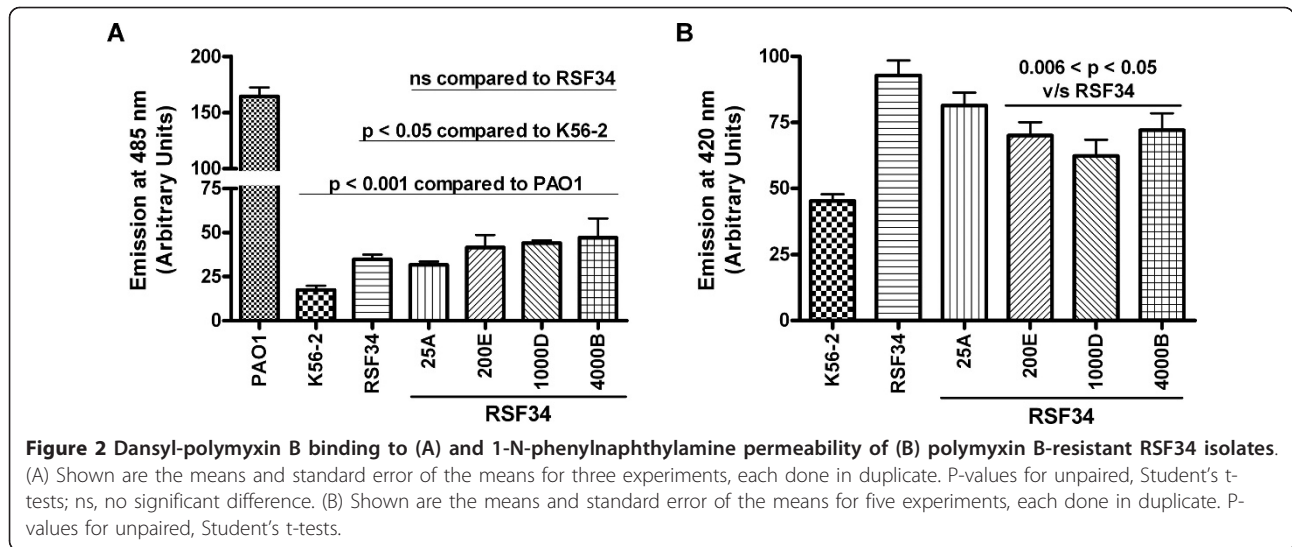 A
200
150
100
75
50
25
0
Emission at 485 nm
(Arbitrary Units)
ns compared to RSF34
p < 0.05 compared to K56-2
p < 0.001 compared to PAO1
PAO1
K56-2
RSF34
25A
200E
1000D
4000B
RSF34
B
100
75
50
25
0
Emission at 420 nm
(Arbitrary Units)
0.006 < p < 0.05
v/s RSF34
K56-2
RSF34
25A
200E
1000D
4000B
RSF34
Figure 2 Dansyl-polymyxin B binding to (A) and 1-N-phenylnaphthylamine permeability of (B) polymyxin B-resistant RSF34 isolates.
(A) Shown are the means and standard error of the means for three experiments, each done in duplicate. P-values for unpaired, Student's t-
tests; ns, no significant difference. (B) Shown are the means and standard error of the means for five experiments, each done in duplicate. P-
values for unpaired, Student's t-tests.